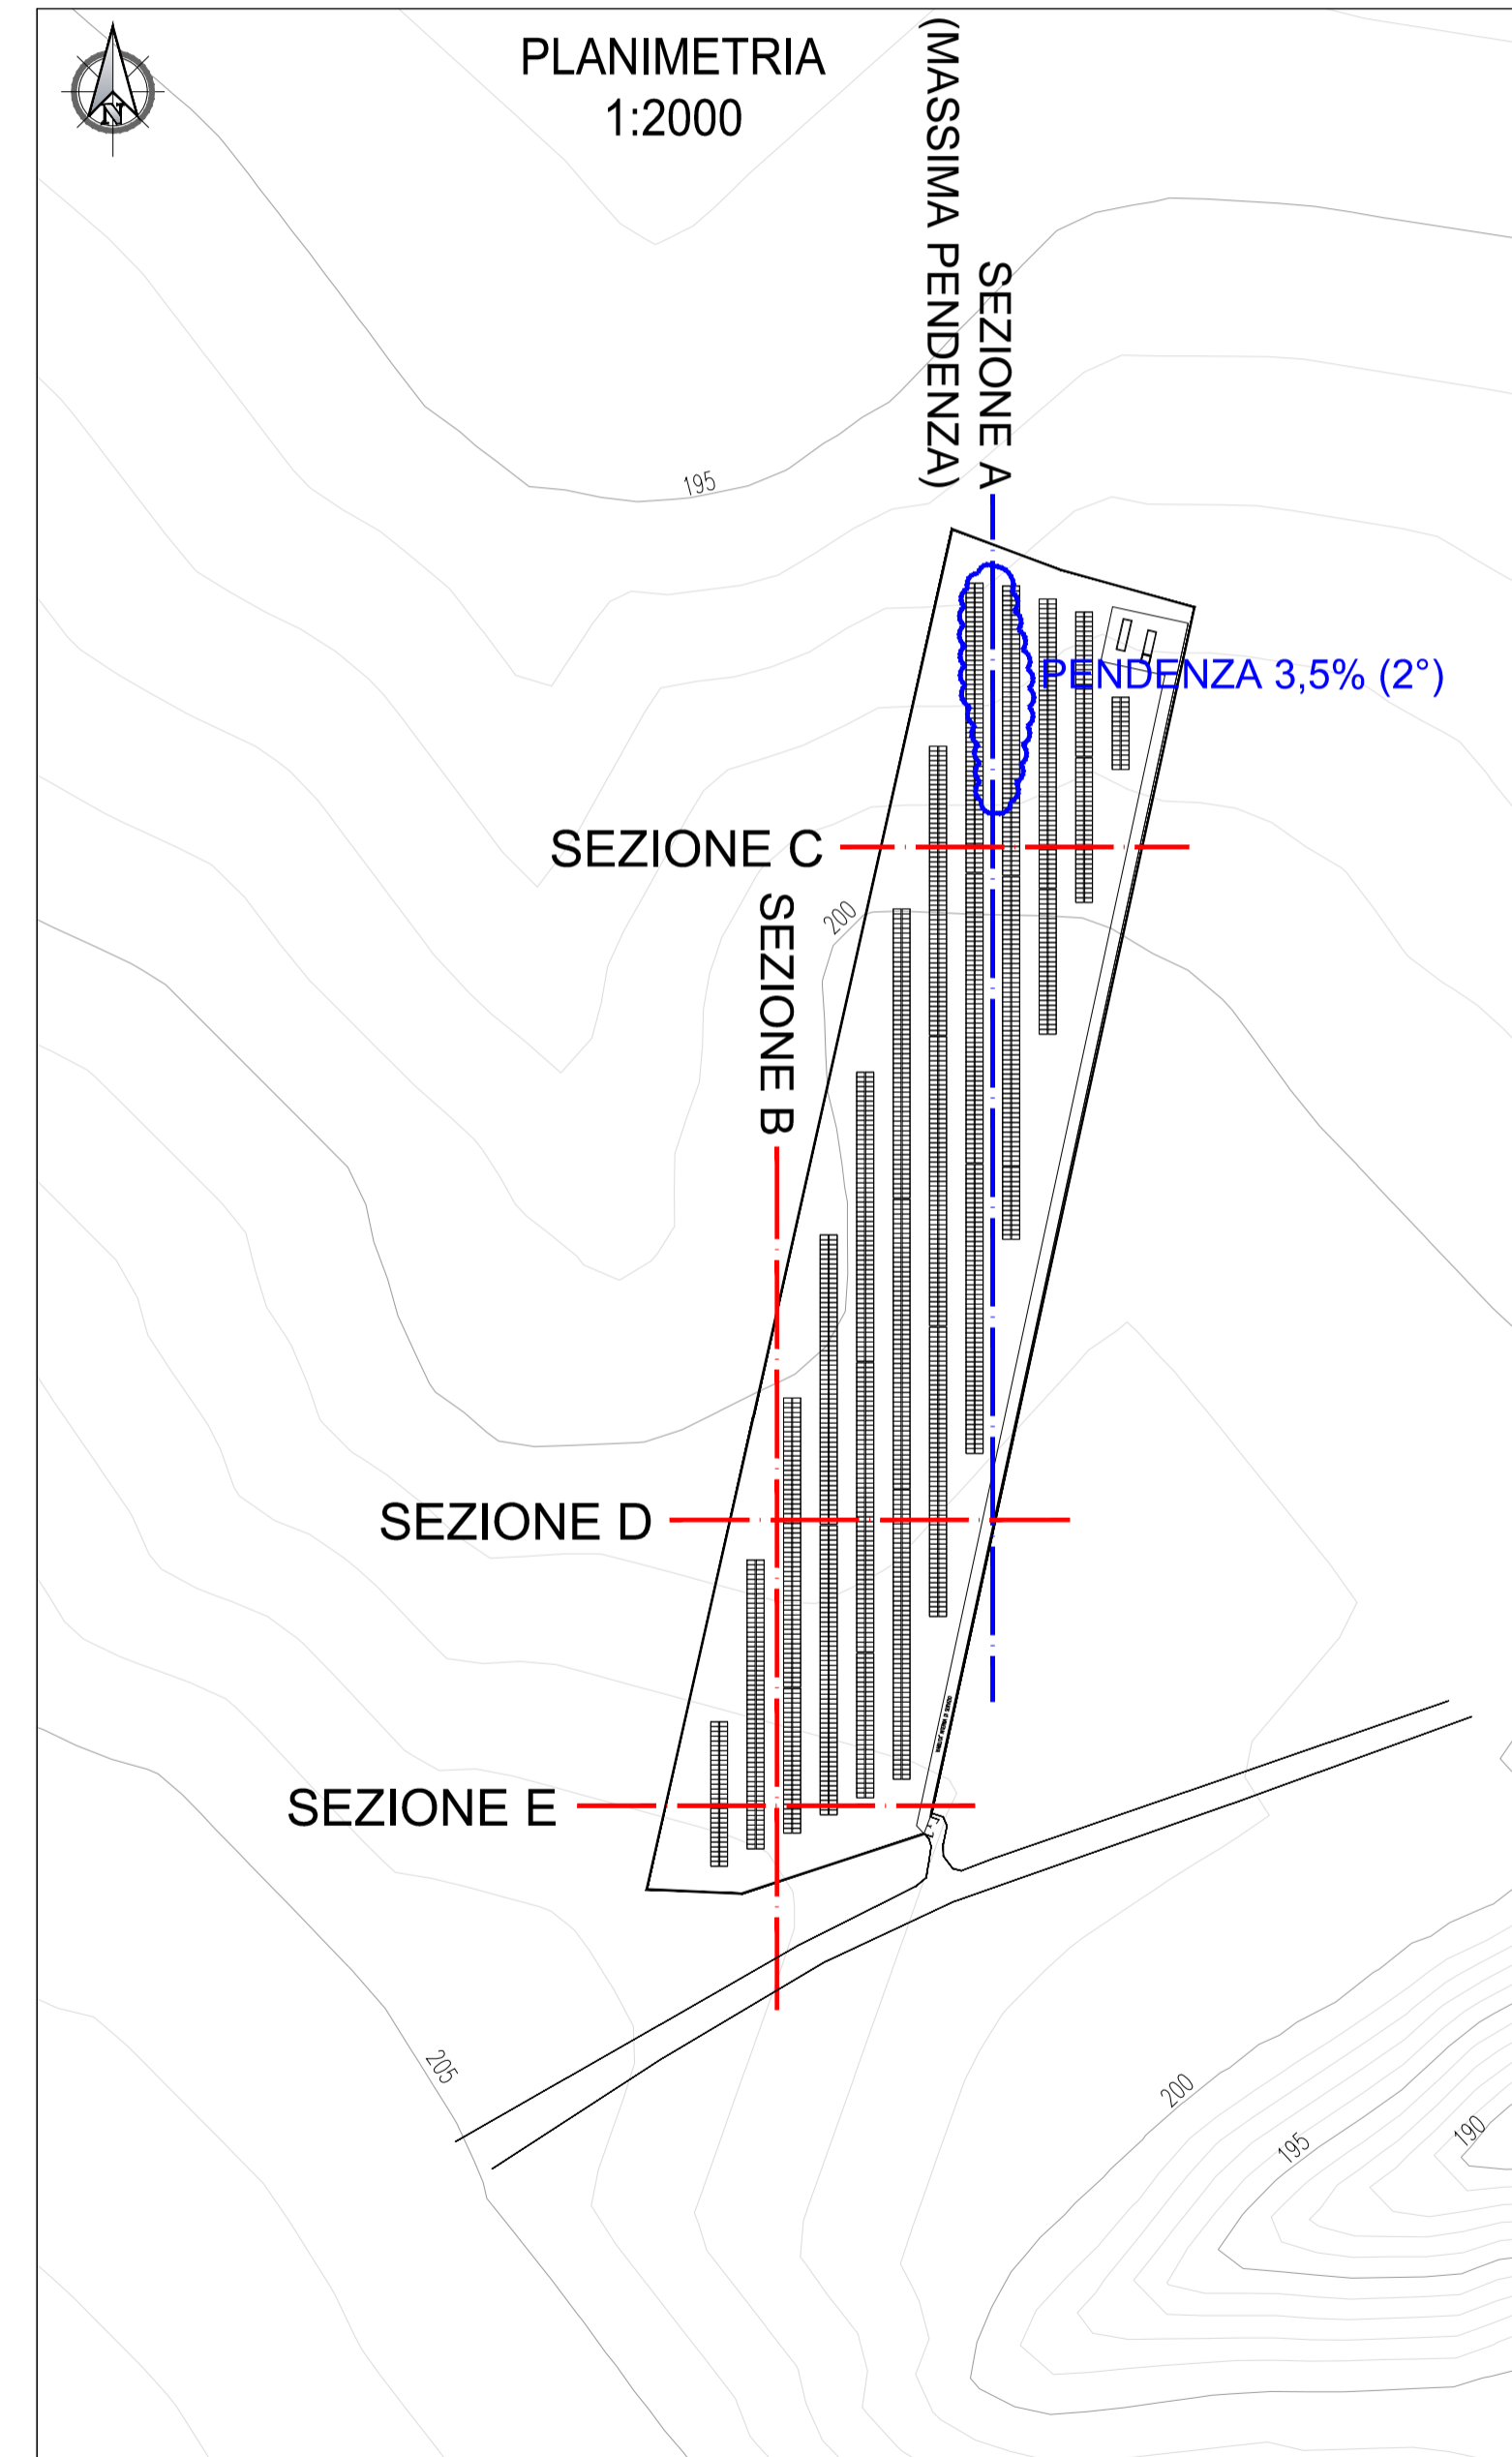 N
PLANIMETRIA
1:2000
(MASSIMA PENDENZA)
SEZIONE A
195
PENDENZA 3,5% (2°)
SEZIONE C
200
SEZIONE B
SEZIONE D
SEZIONE E
205
200
195
190